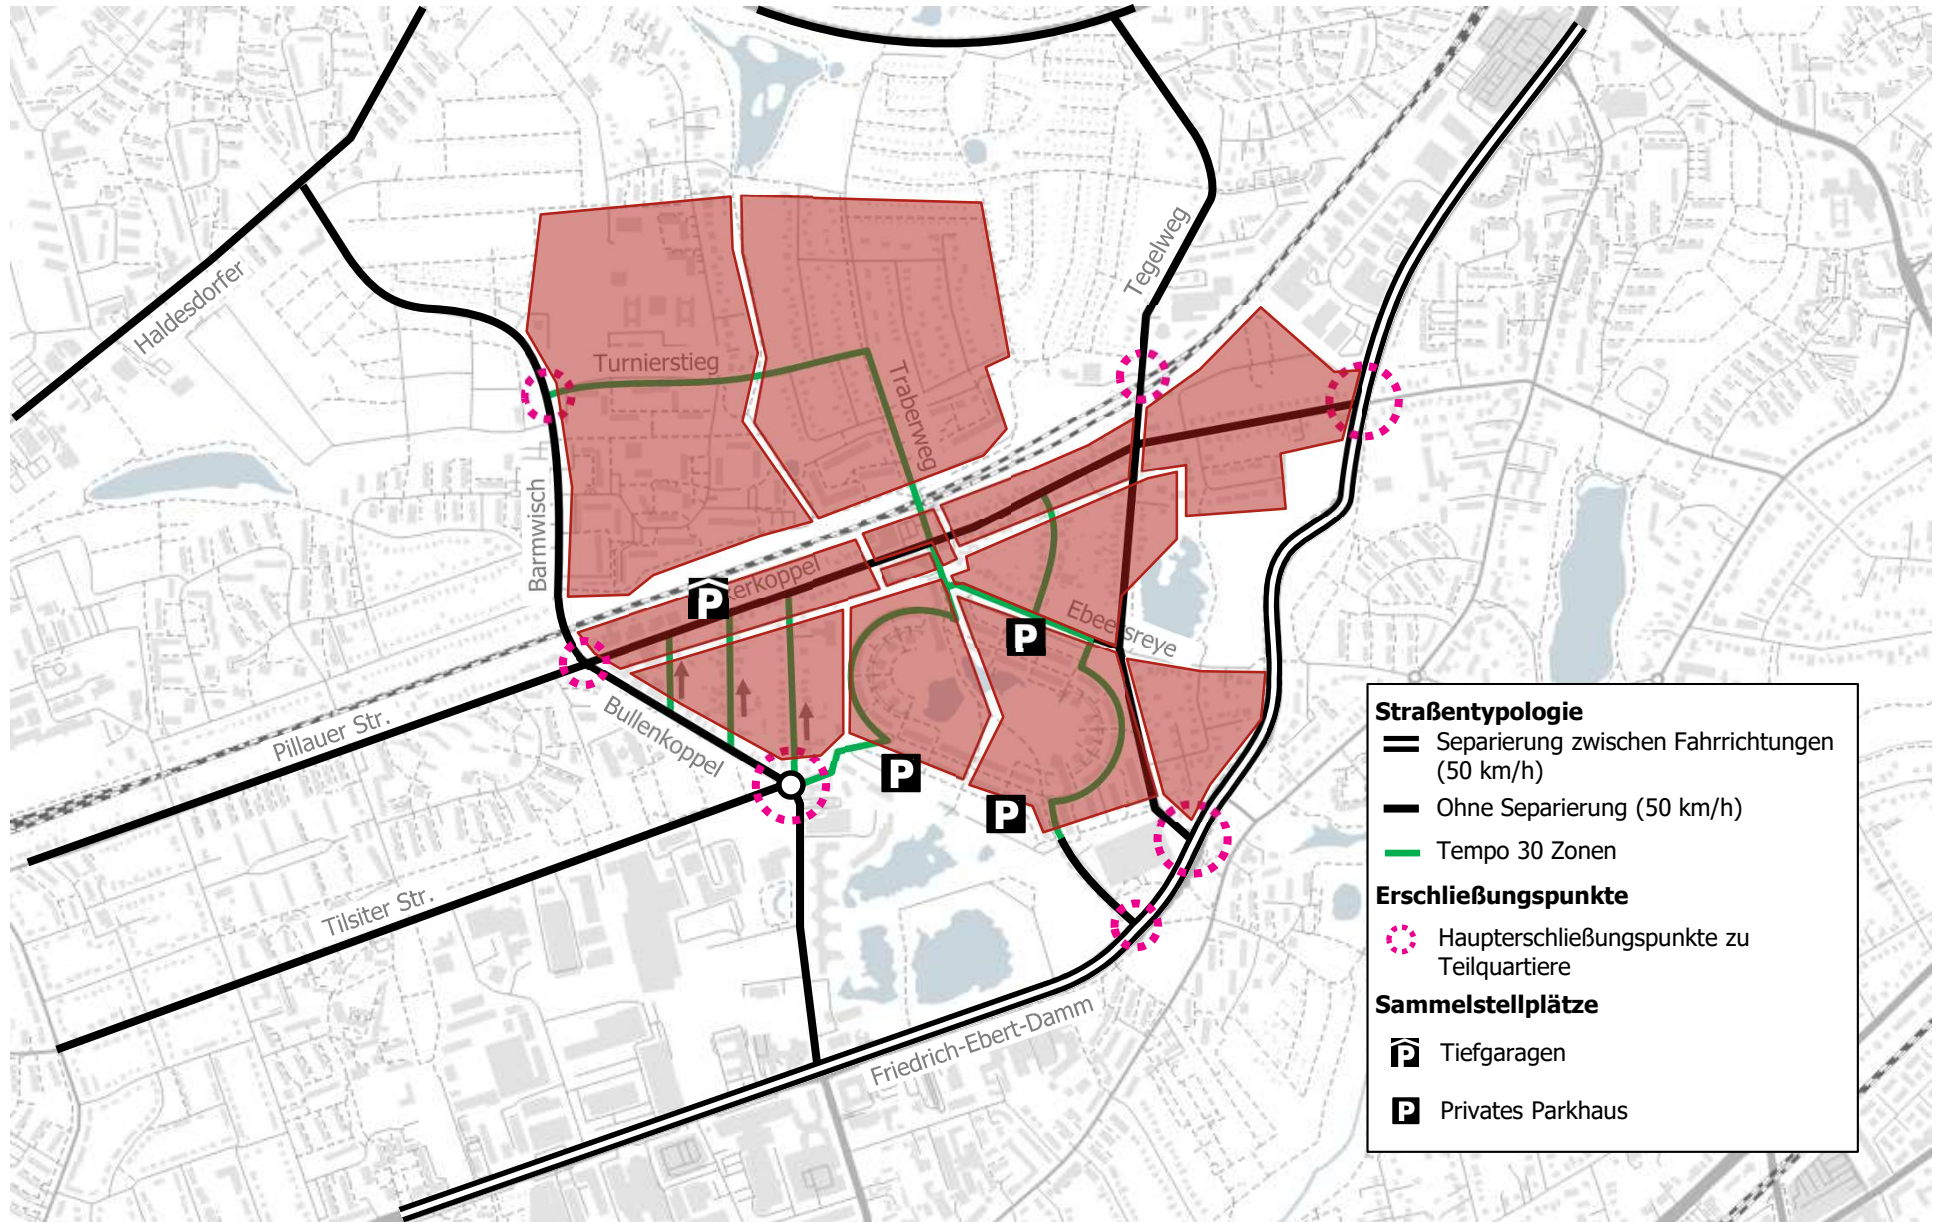 Haldesdorfer
Tegelweg
Turnierstieg
Traberweg
Barmwisch
kerkoppel
Ebeersreye
Bullenkoppel
Pillauer Str.
Tilsiter Str.
Friedrich-Ebert-Damm
P
P
P
P
Straßentypologie
Separierung zwischen Fahrrichtungen
(50 km/h)
Ohne Separierung (50 km/h)
Tempo 30 Zonen
Erschließungspunkte
Haupterschließungspunkte zu
Teilquartiere
Sammelstellplätze
P Tiefgaragen
P Privates Parkhaus